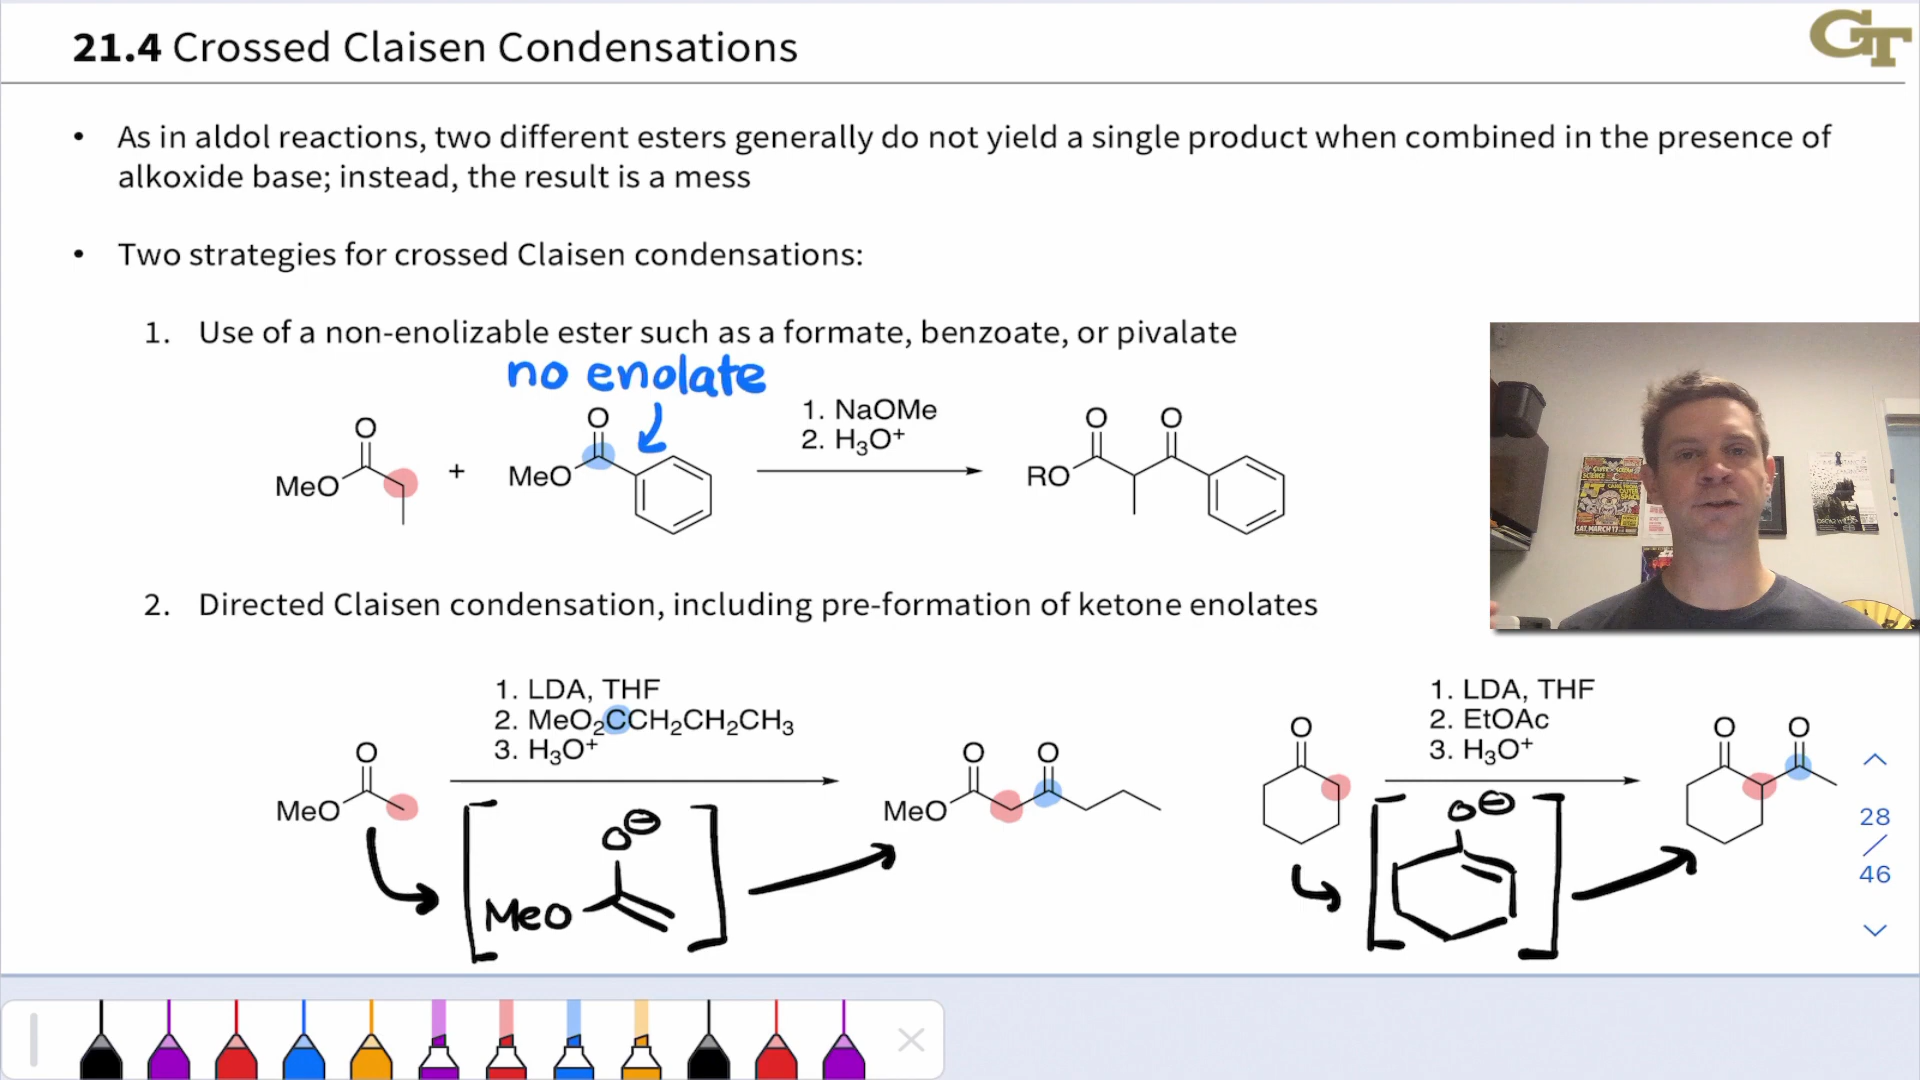 21.4 Crossed Claisen Condensations
GT
• As in aldol reactions, two different esters generally do not yield a single product when combined in the presence of
alkoxide base; instead, the result is a mess
• Two strategies for crossed Claisen condensations:
1. Use of a non-enolizable ester such as a formate, benzoate, or pivalate
no enolate
O
MeO
+
O
MeO
1. NaOMe
2. H₃O⁺
O O
RO
2. Directed Claisen condensation, including pre-formation of ketone enolates
O
MeO
1. LDA, THF
2. MeO₂CCH₂CH₂CH₃
3. H₃O⁺
O⊖
MeO
O O
MeO
O
1. LDA, THF
2. EtOAc
3. H₃O⁺
O⊖
O O
28
/
46
SAT. MARCH 17